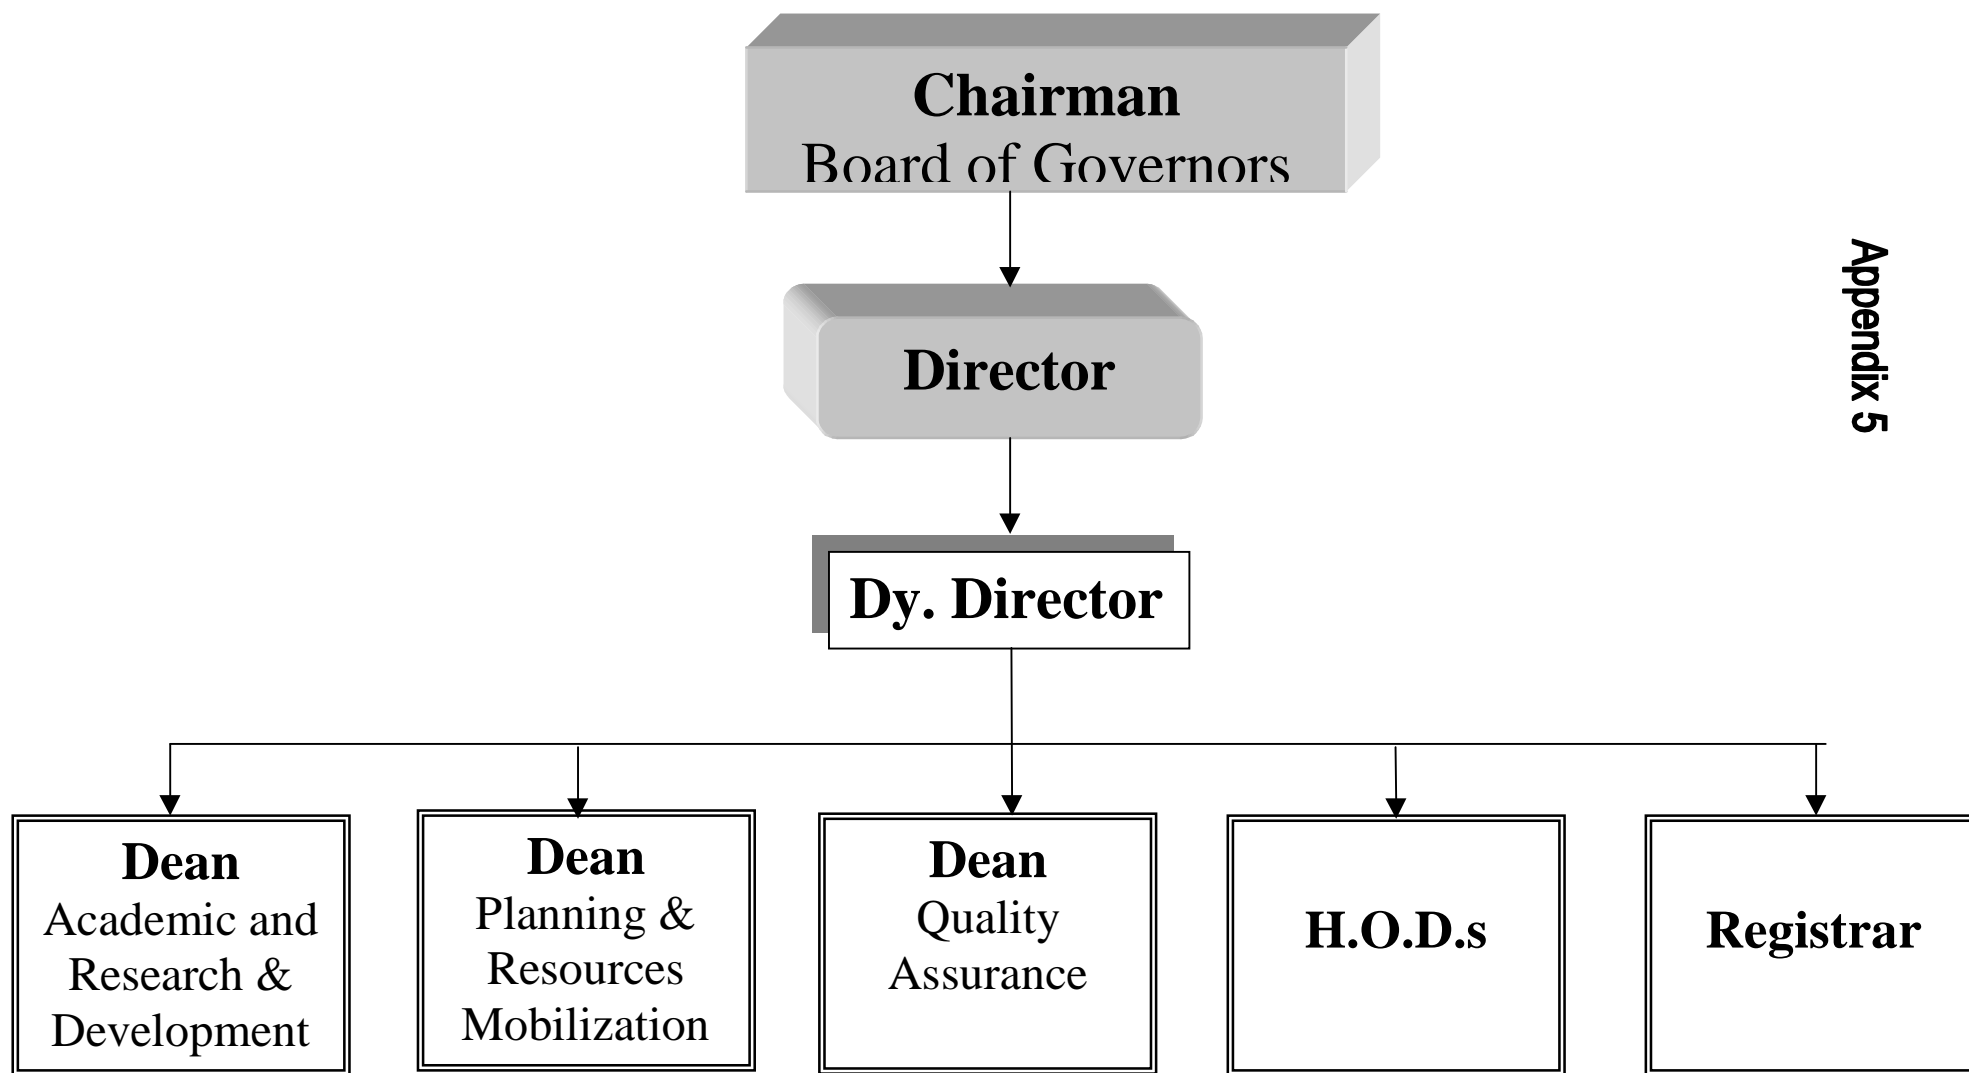 Chairman
Board of Governors
Appendix 5
Director
Dy. Director
Dean
Academic and
Research &
Development
Dean
Planning &
Resources
Mobilization
Dean
Quality
Assurance
H.O.D.s
Registrar